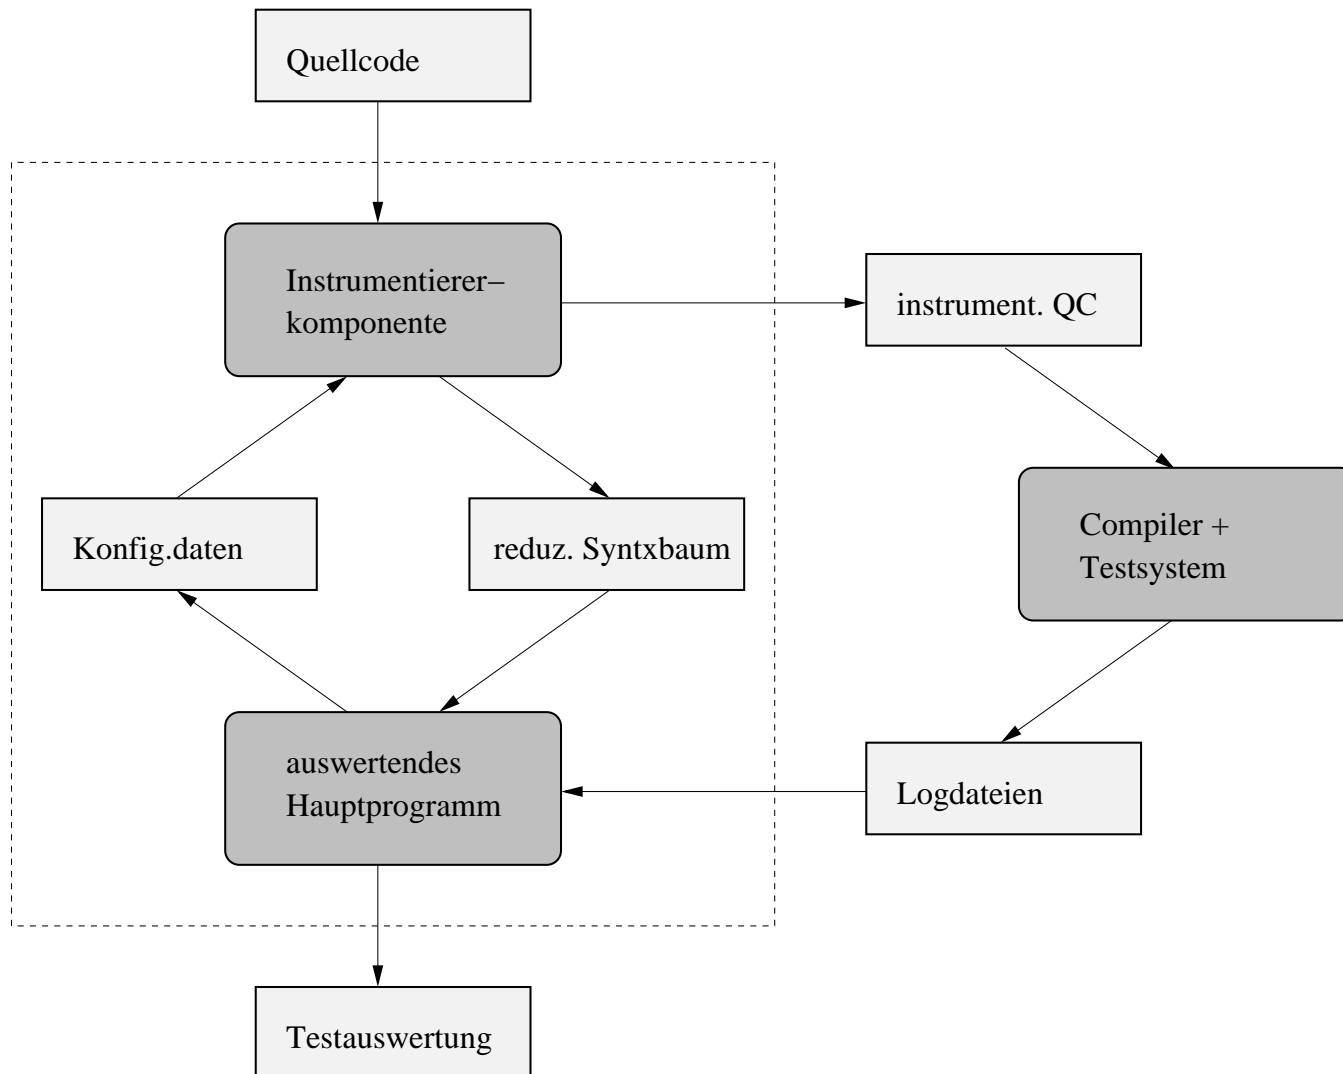 Quellcode
Instrumentierer–
komponente
instrument. QC
Konfig.daten
reduz. Syntxbaum
Compiler +
Testsystem
auswertendes
Hauptprogramm
Logdateien
Testauswertung